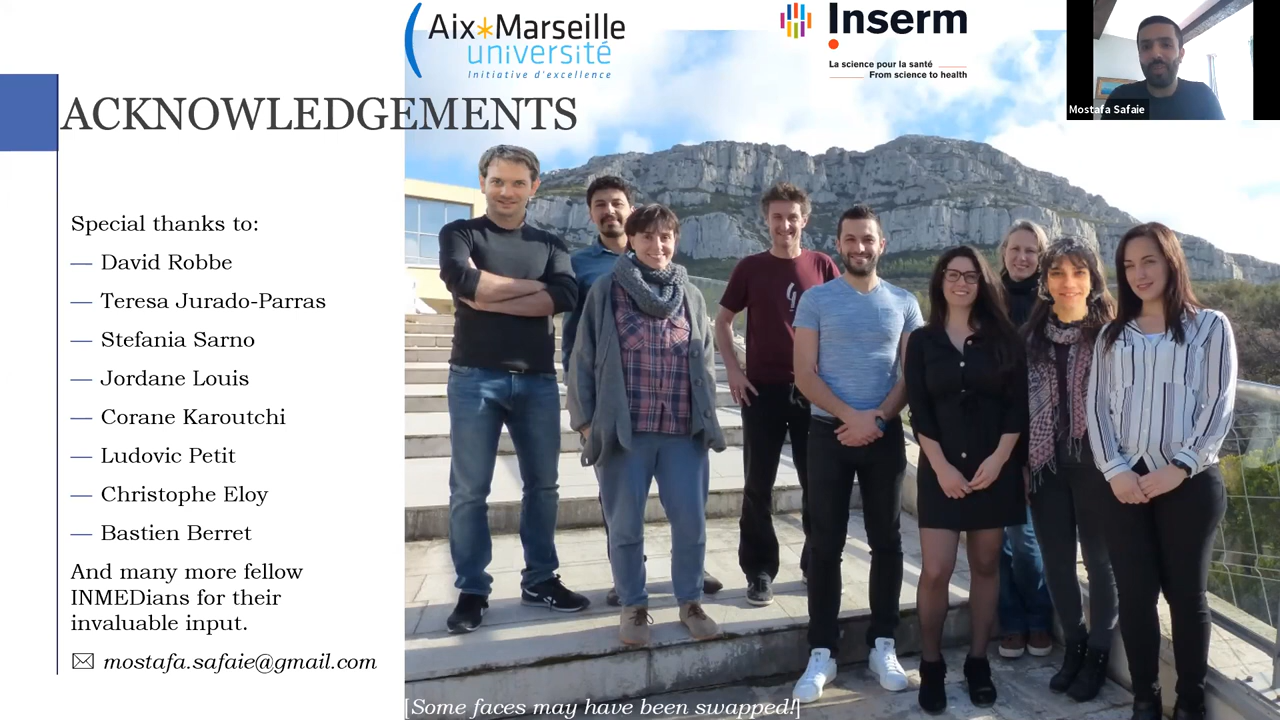 Aix*Marseille
université
Initiative d'excellence
Inserm
La science pour la santé
From science to health
Mostafa Safaie
ACKNOWLEDGEMENTS
Special thanks to:
— David Robbe
— Teresa Jurado-Parras
— Stefania Sarno
— Jordane Louis
— Corane Karoutchi
— Ludovic Petit
— Christophe Eloy
— Bastien Berret
And many more fellow
INMEDians for their
invaluable input.
✉ mostafa.safaie@gmail.com
[Some faces may have been swapped!]